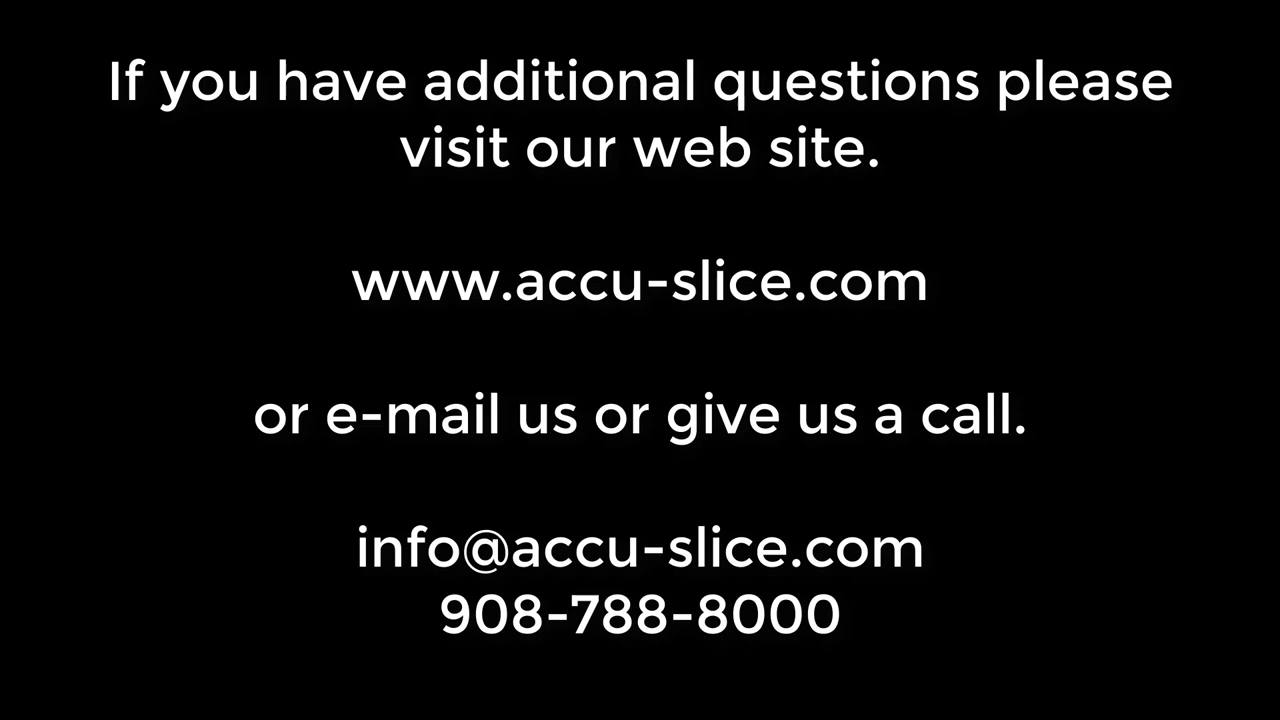 If you have additional questions please
visit our web site.
www.accu-slice.com
or e-mail us or give us a call.
info@accu-slice.com
908-788-8000